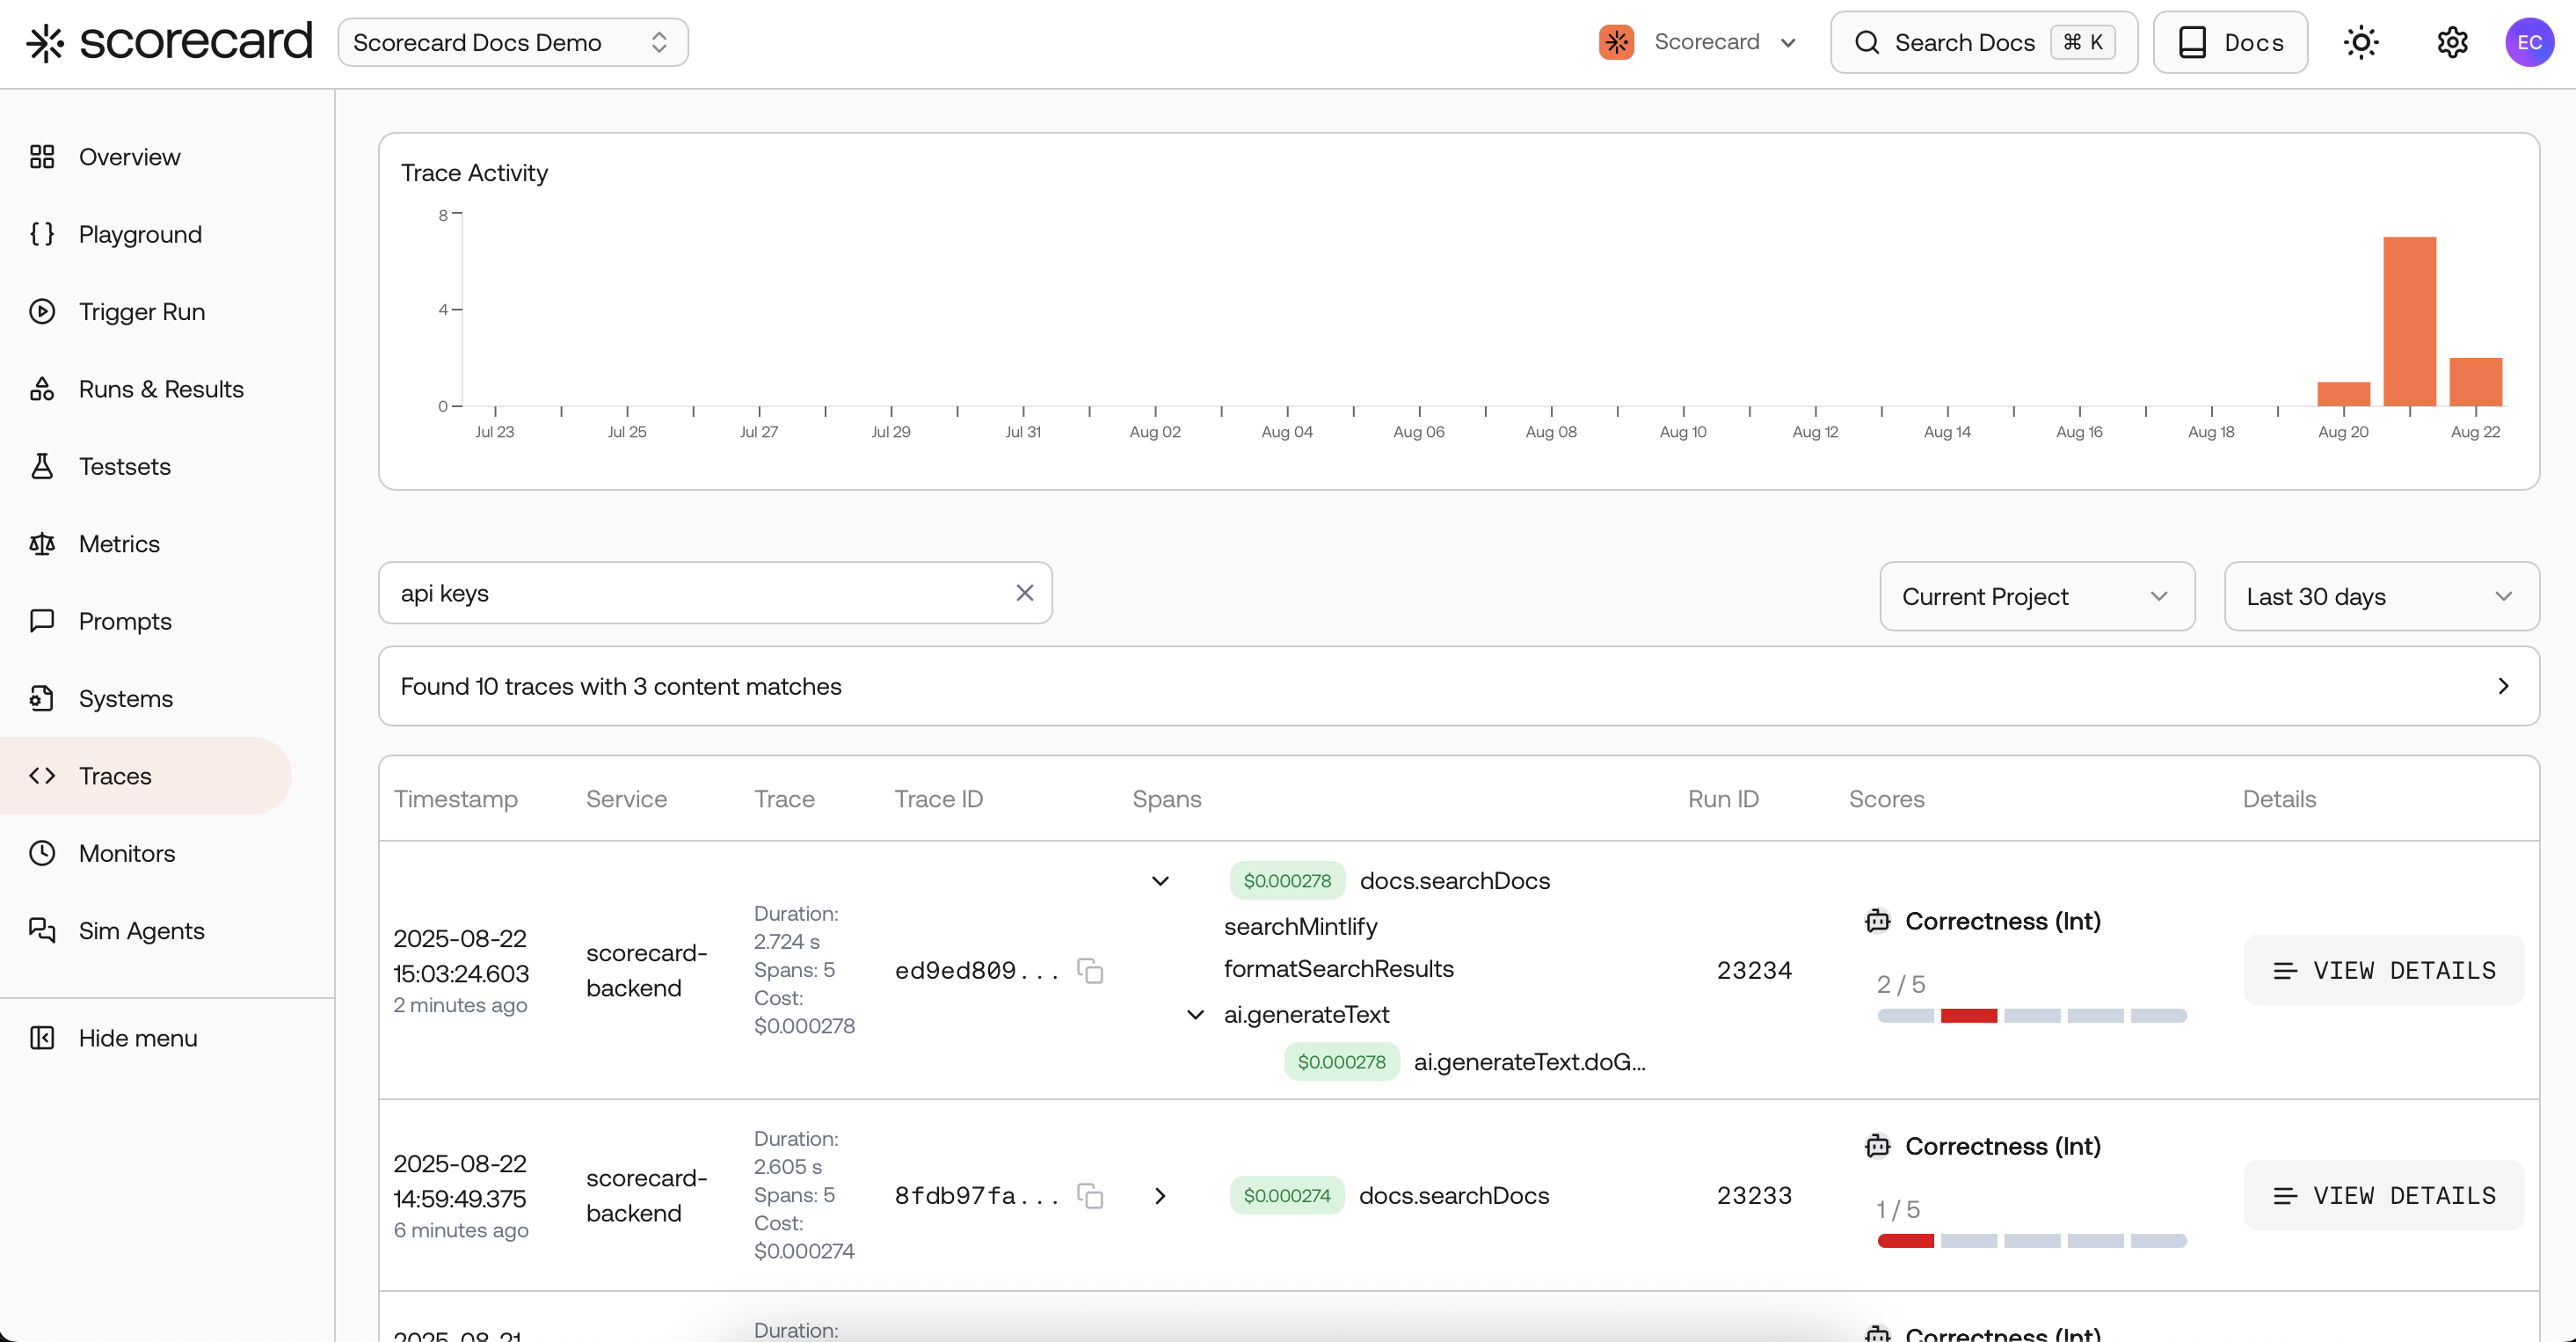 scorecard
Scorecard Docs Demo
Scorecard
Search Docs
⌘ K
Docs
EC
Overview
Playground
Trigger Run
Runs & Results
Testsets
Metrics
Prompts
Systems
Traces
Monitors
Sim Agents
Hide menu
Trace Activity
8
4
0
Jul 23
Jul 25
Jul 27
Jul 29
Jul 31
Aug 02
Aug 04
Aug 06
Aug 08
Aug 10
Aug 12
Aug 14
Aug 16
Aug 18
Aug 20
Aug 22
api keys
Current Project
Last 30 days
Found 10 traces with 3 content matches
Timestamp
Service
Trace
Trace ID
Spans
Run ID
Scores
Details
2025-08-22
15:03:24.603
2 minutes ago
scorecard-
backend
Duration:
2.724 s
Spans: 5
Cost:
$0.000278
ed9ed809...
$0.000278 docs.searchDocs
searchMintlify
formatSearchResults
ai.generateText
$0.000278 ai.generateText.doG...
23234
Correctness (Int)
2 / 5
VIEW DETAILS
2025-08-22
14:59:49.375
6 minutes ago
scorecard-
backend
Duration:
2.605 s
Spans: 5
Cost:
$0.000274
8fdb97fa...
$0.000274 docs.searchDocs
23233
Correctness (Int)
1 / 5
VIEW DETAILS
2025-08-21
Duration:
Correctness (Int)